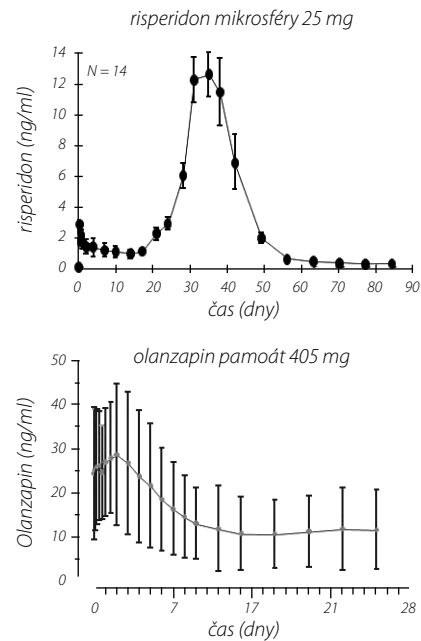 risperidon mikrosféry 25 mg
N = 14
risperidon (ng/ml)
14
12
10
8
6
4
2
0
0 10 20 30 40 50 60 70 80 90
čas (dny)
olanzapin pamoát 405 mg
Olanzapin (ng/ml)
50
40
30
20
10
0
0 7 17 21 28
čas (dny)